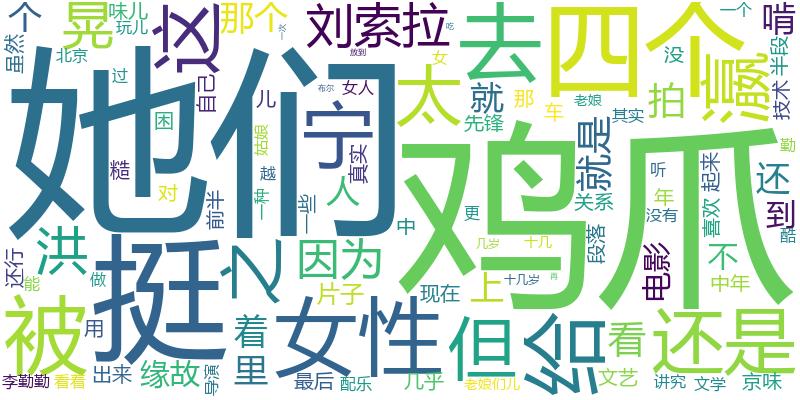 个 味儿 那个 刘索拉 去 四个 一个 啃
虽然 玩儿 晃 这 北京 一次 吃 没 半段
放到 瀛 技术
她们 过 自己 女人 女 太 就 那 拍
困 儿 宁 布尔 先锋 车 老娘 其实
糙 姑娘 真实 鸡爪 就是 勤
对 越 听 还
前半 一种 一些 人 更 关系 年 起来 到
洪 挺 之 中 段落 没有 喜欢 酷
还行 因为 几岁 十几 不 电影 中年
能 做 片子 现在 上 十几岁 再
被 用 着 女性 但 给 看 还是
李勤勤 看看 出来 缘故 里 导演 最后 配乐 几乎 老娘们儿 文艺 讲究 文学 京味